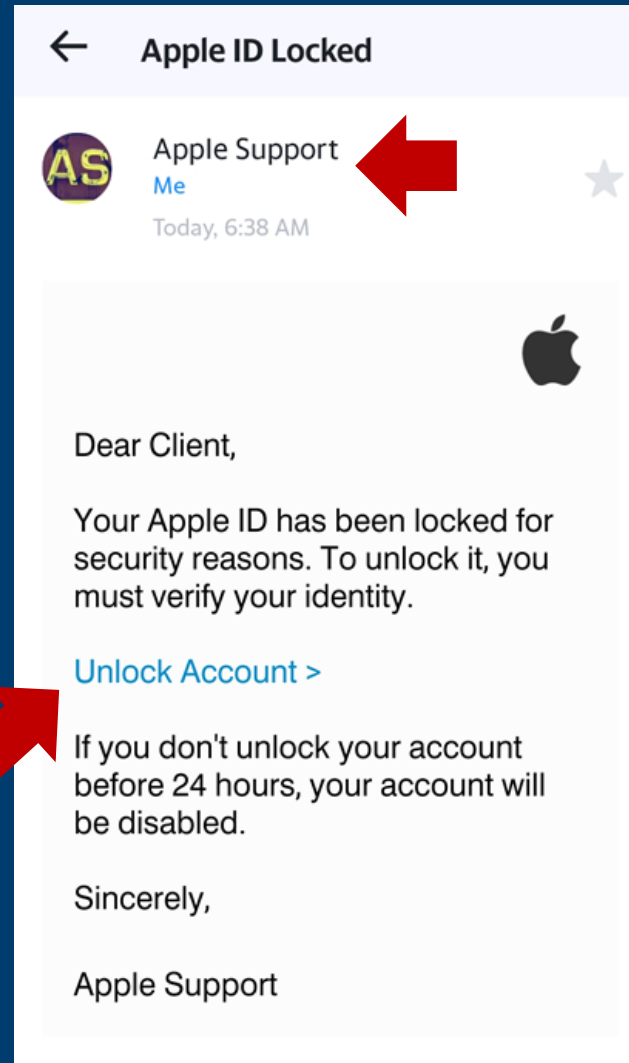 Apple ID Locked
AS
Apple Support
Me
Today, 6:38 AM
Dear Client,
Your Apple ID has been locked for
security reasons. To unlock it, you
must verify your identity.
Unlock Account >
If you don't unlock your account
before 24 hours, your account will
be disabled.
Sincerely,
Apple Support